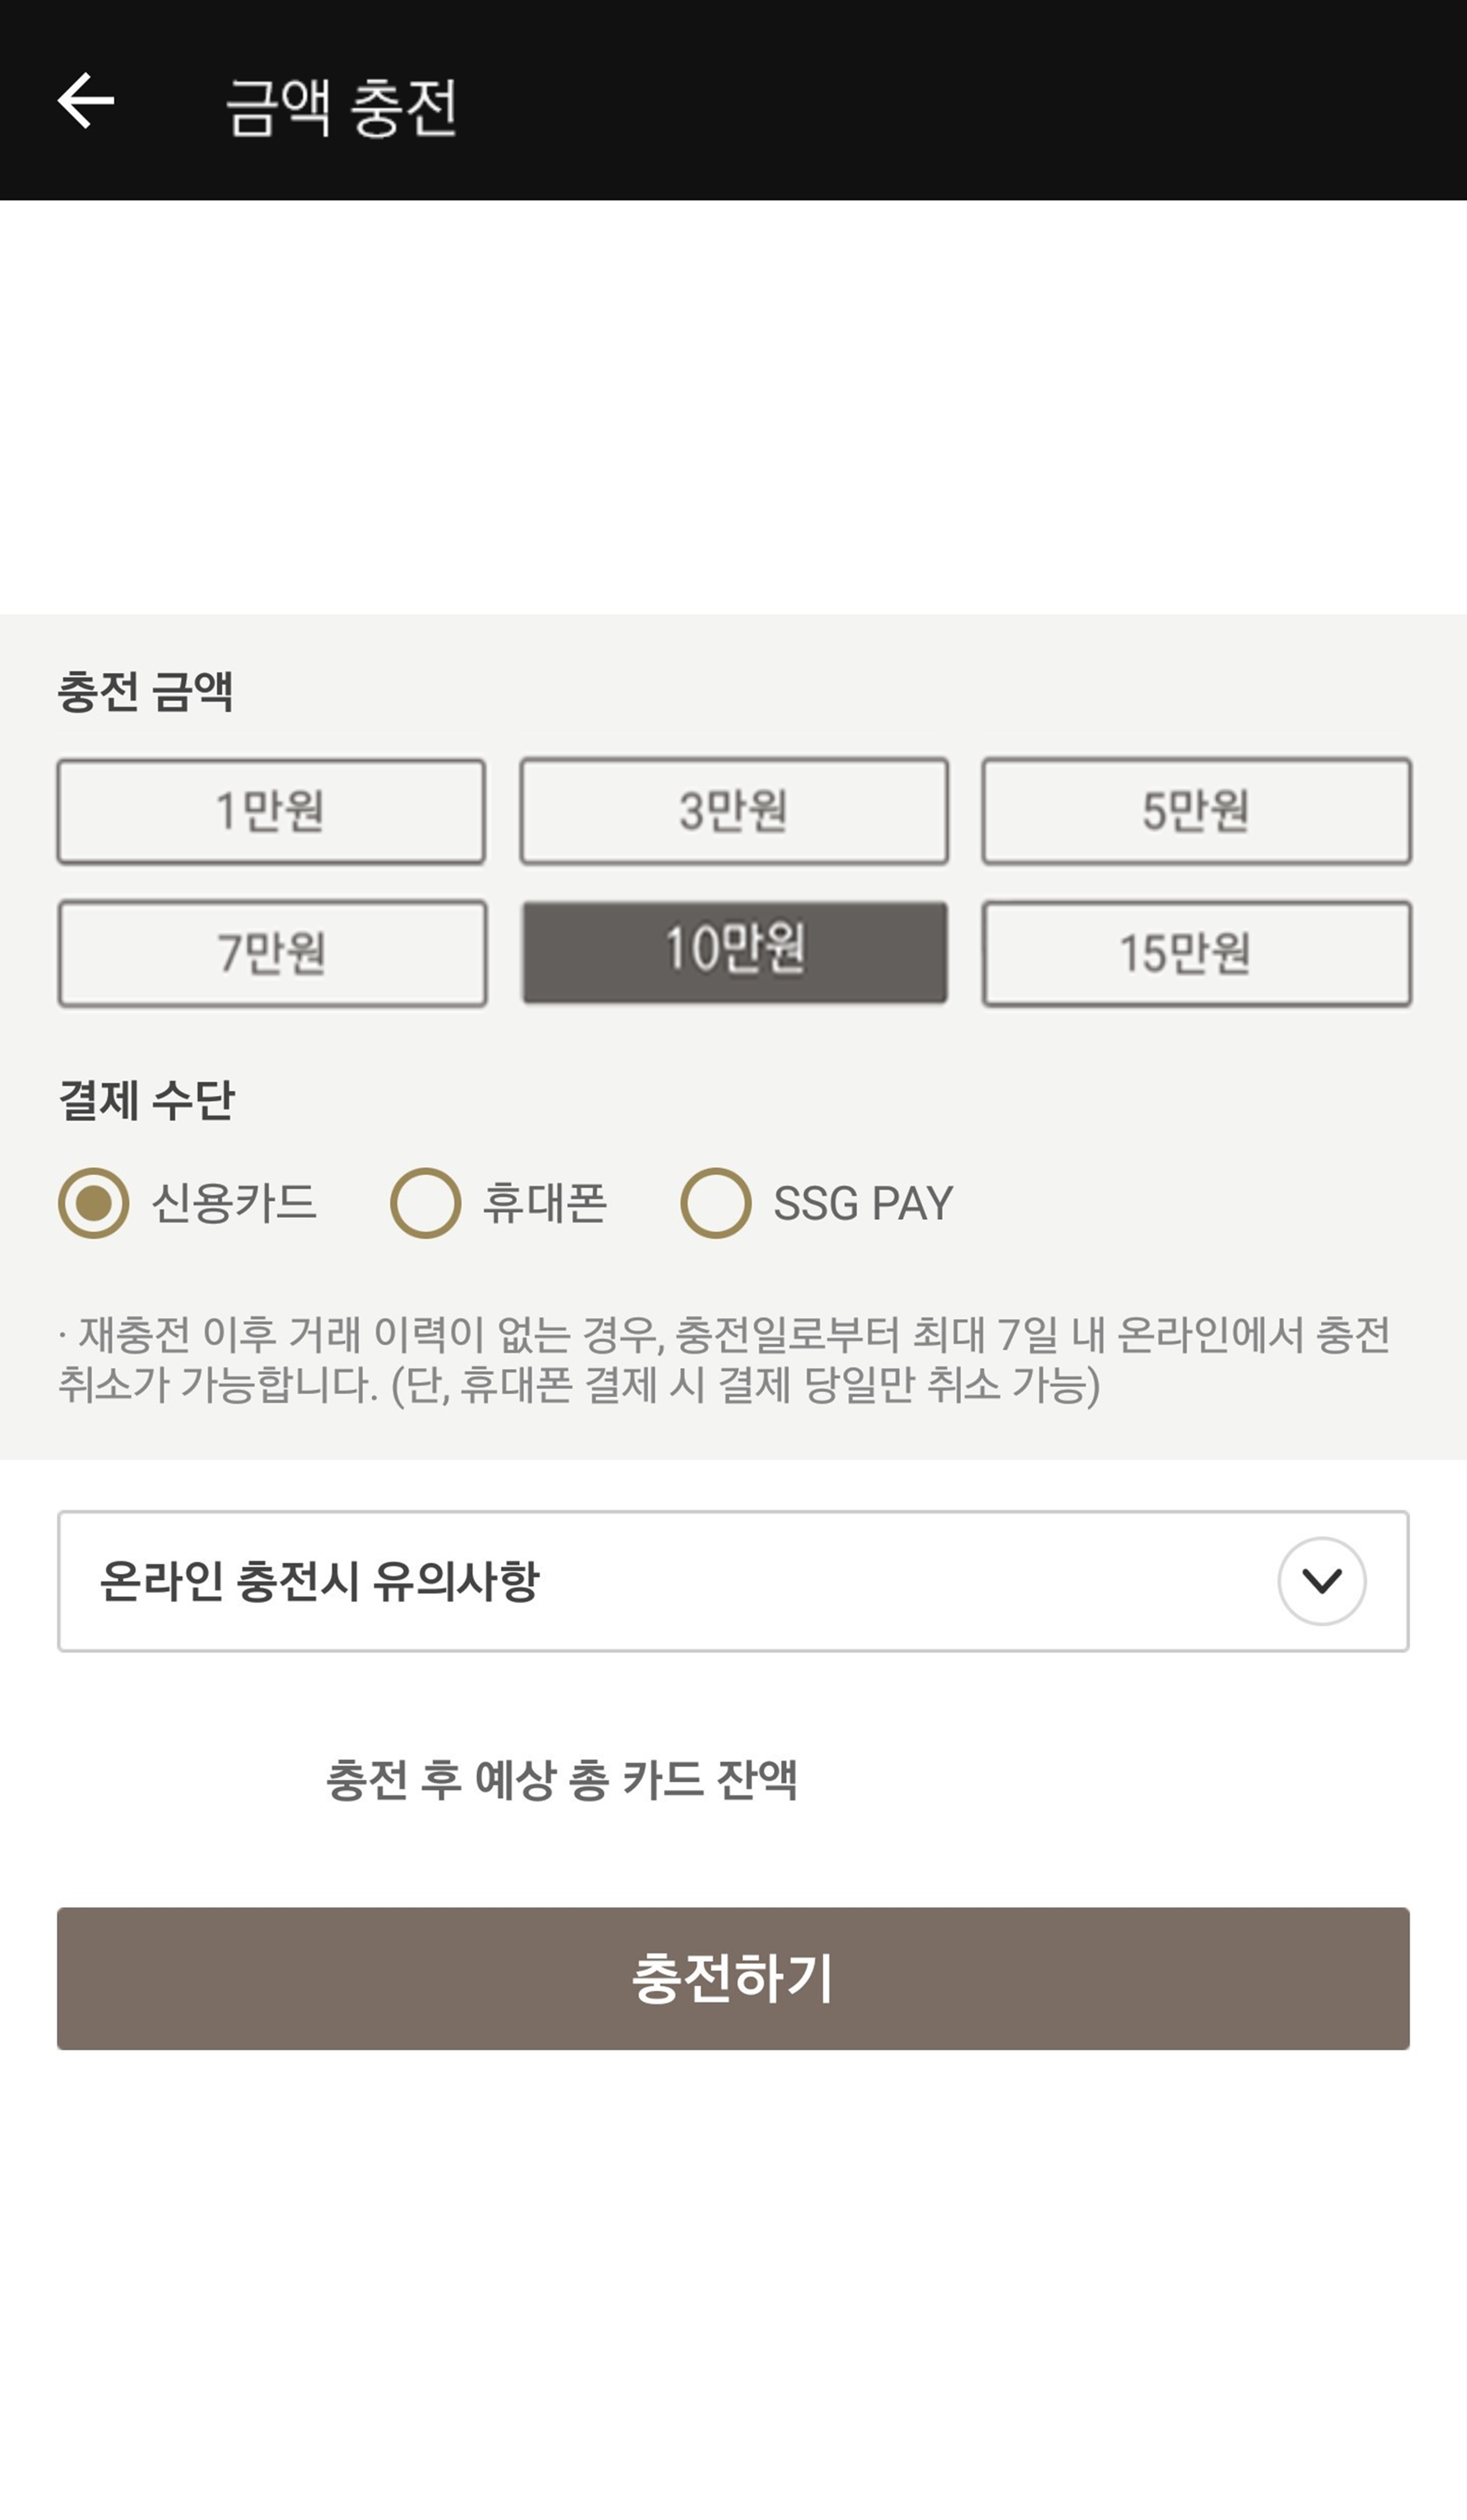 금액 충전
충전 금액
1만원 3만원 5만원
7만원 10만원 15만원
결제 수단
신용카드 휴대폰 SSG PAY
· 재충전 이후 거래 이력이 없는 경우, 충전일로부터 최대 7일 내 온라인에서 충전
취소가 가능합니다. (단,휴대폰 결제 시 결제 당일만 취소 가능)
온라인 충전시 유의사항
충전 후 예상 총 카드 잔액
충전하기